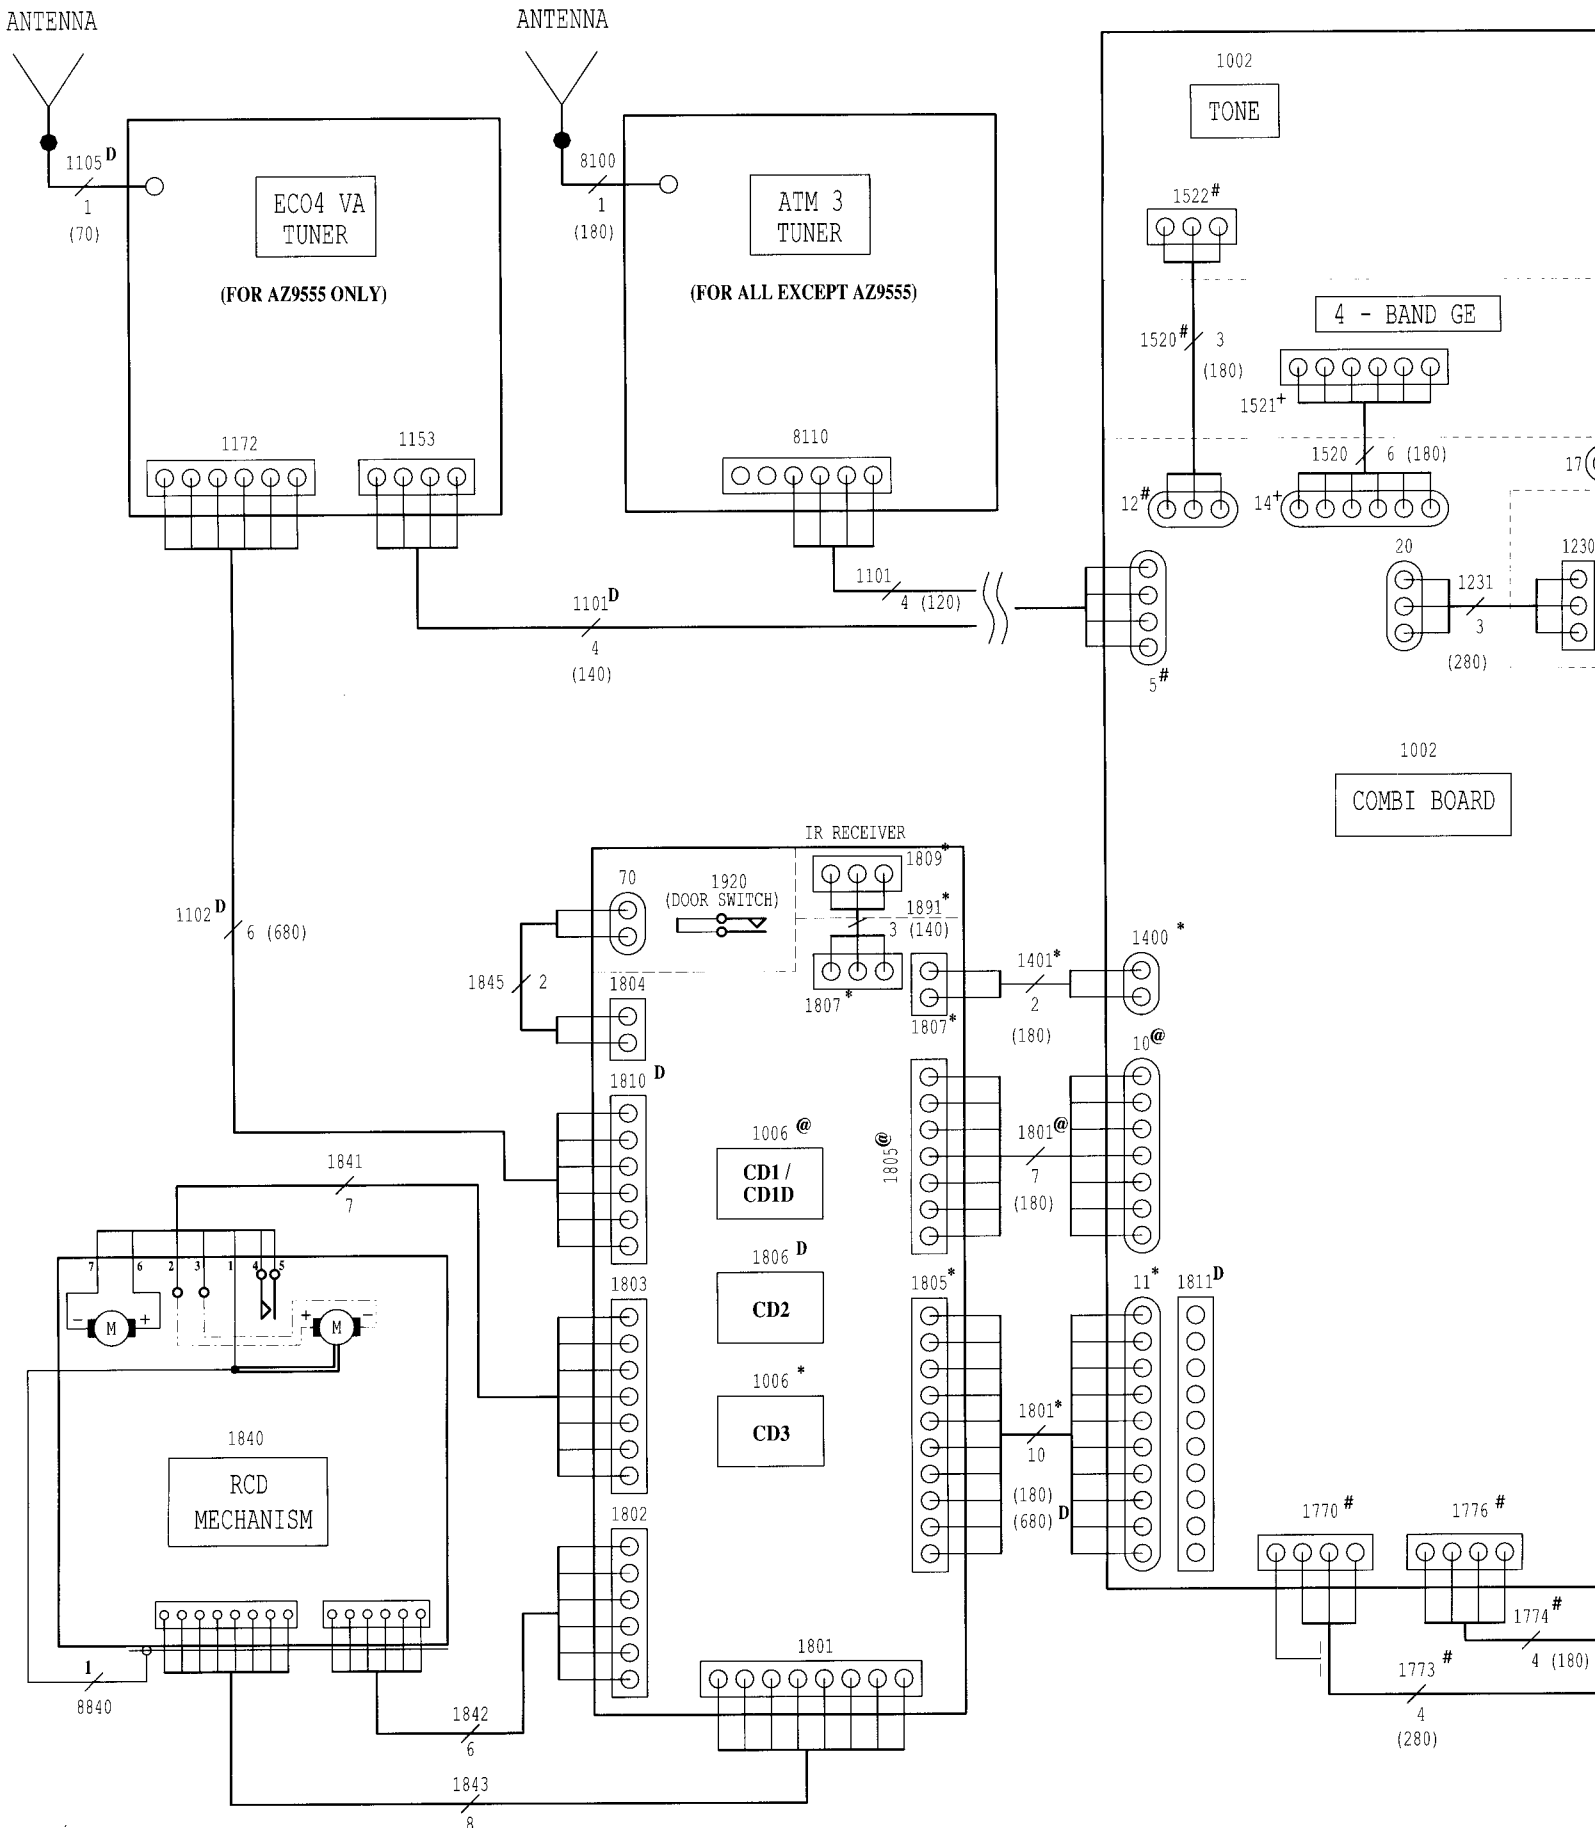 ANTENNA
ANTENNA
1002
TONE
1105 D
1
(70)
ECO4 VA
TUNER
(FOR AZ9555 ONLY)
8100
1
(180)
ATM 3
TUNER
(FOR ALL EXCEPT AZ9555)
1522 #
1520 # 3
(180)
4 - BAND GE
1521 +
1520 6 (180)
17
1172
1153
8110
12 #
14 +
20
1230
1231
3
(280)
1101
4 (120)
1101 D
4
(140)
5 #
1002
COMBI BOARD
IR RECEIVER
1809 *
70
1920
(DOOR SWITCH)
1891 *
3 (140)
1102 D
6 (680)
1845 2
1804
1807 *
1807 *
1401 *
2
(180)
1400 *
10 @
1810 D
1006 @
CD1 /
CD1D
1805 @
1801 @
7
(180)
1841
7
7 6 2 3 1 4 5
- M +
+ M -
1803
1806 D
CD2
1805 *
11 *
1811 D
1006 *
CD3
1801 *
10
(180)
(680) D
1840
RCD
MECHANISM
1802
1770 #
1776 #
1774 #
4 (180)
1773 #
4
(280)
1801
1
8840
1842
6
1843
8